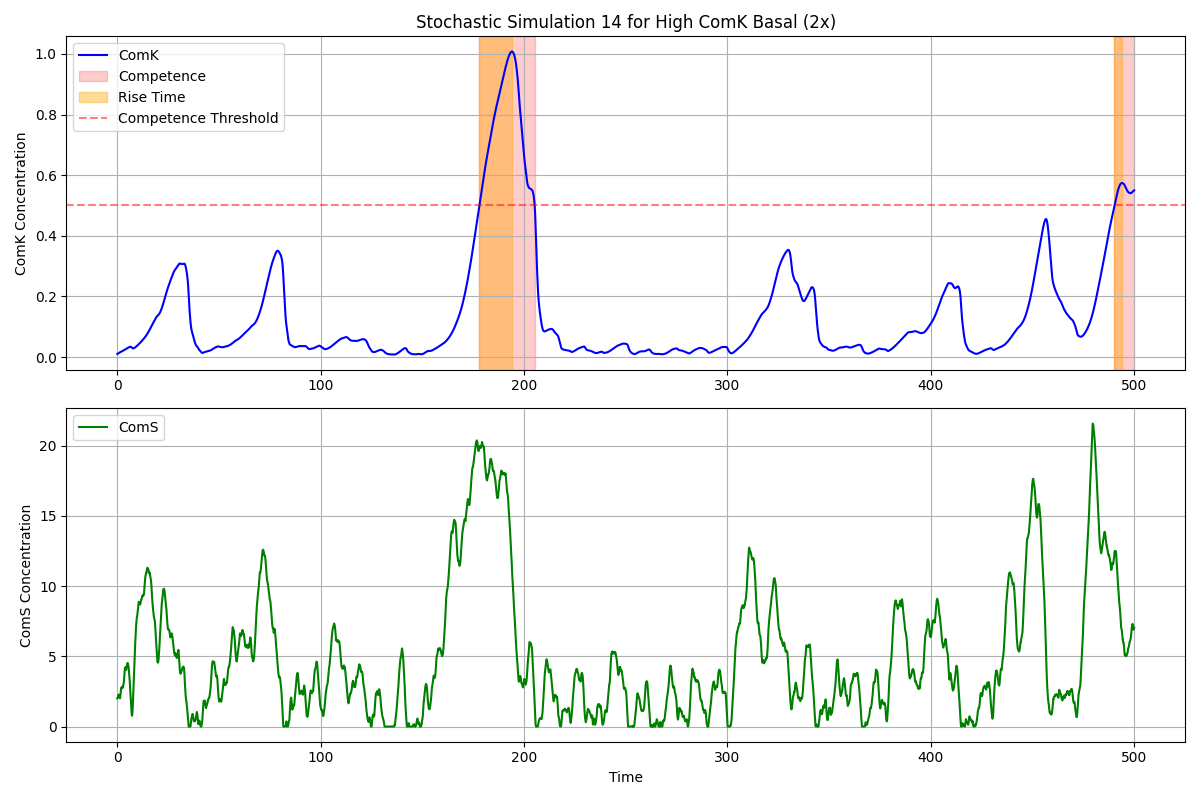 Stochastic Simulation 14 for High ComK Basal (2x)
ComK Concentration
1.0
0.8
0.6
0.4
0.2
0.0
ComK
Competence
Rise Time
Competence Threshold
0 100 200 300 400 500
ComS Concentration
20
15
10
5
0
ComS
0 100 200 300 400 500
Time